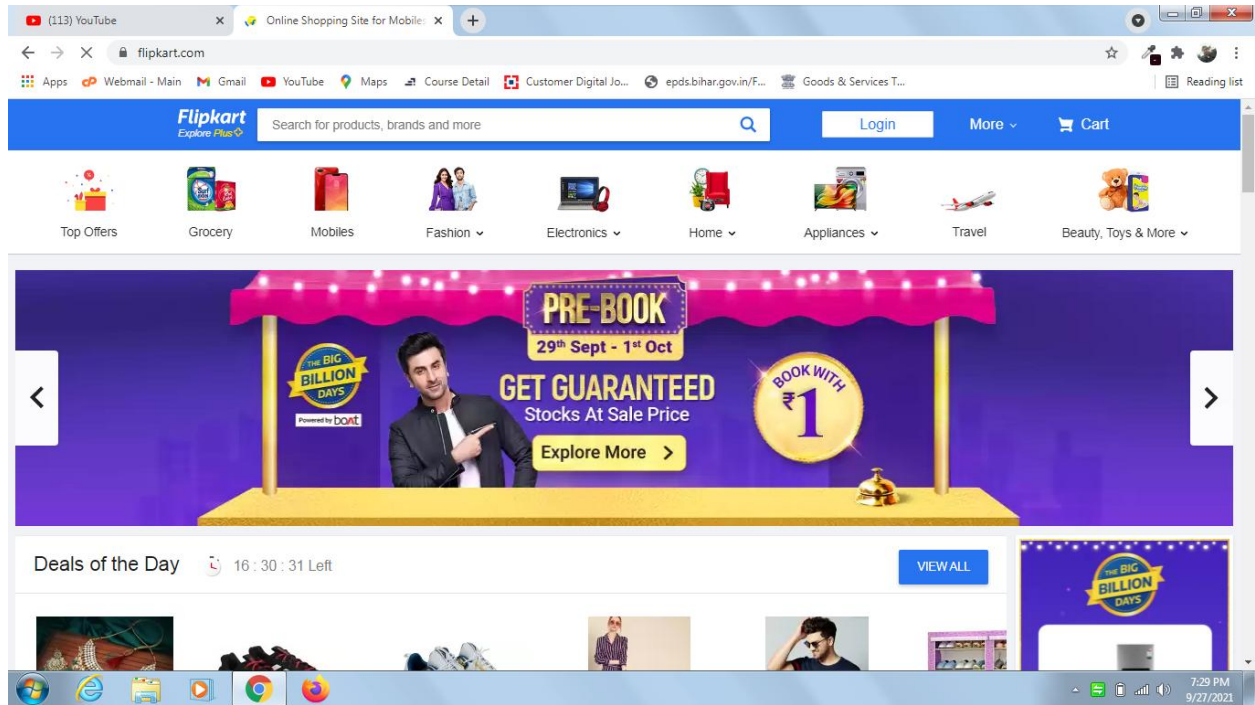 (113) YouTube
Online Shopping Site for Mobile
flipkart.com
Apps
Webmail - Main
Gmail
YouTube
Maps
Course Detail
Customer Digital Jo...
epds.bihar.gov.in/F...
Goods & Services T...
Reading list
Flipkart
Explore Plus
Search for products, brands and more
Login
More
Cart
Top Offers
Grocery
Mobiles
Fashion
Electronics
Home
Appliances
Travel
Beauty, Toys & More
PRE-BOOK
29th Sept - 1st Oct
THE BIG
BILLION
DAYS
Powered by boAt
GET GUARANTEED
Stocks At Sale Price
Explore More
BOOK WITH
₹1
Deals of the Day
16 : 30 : 31 Left
VIEW ALL
THE BIG
BILLION
DAYS
7:29 PM
9/27/2021